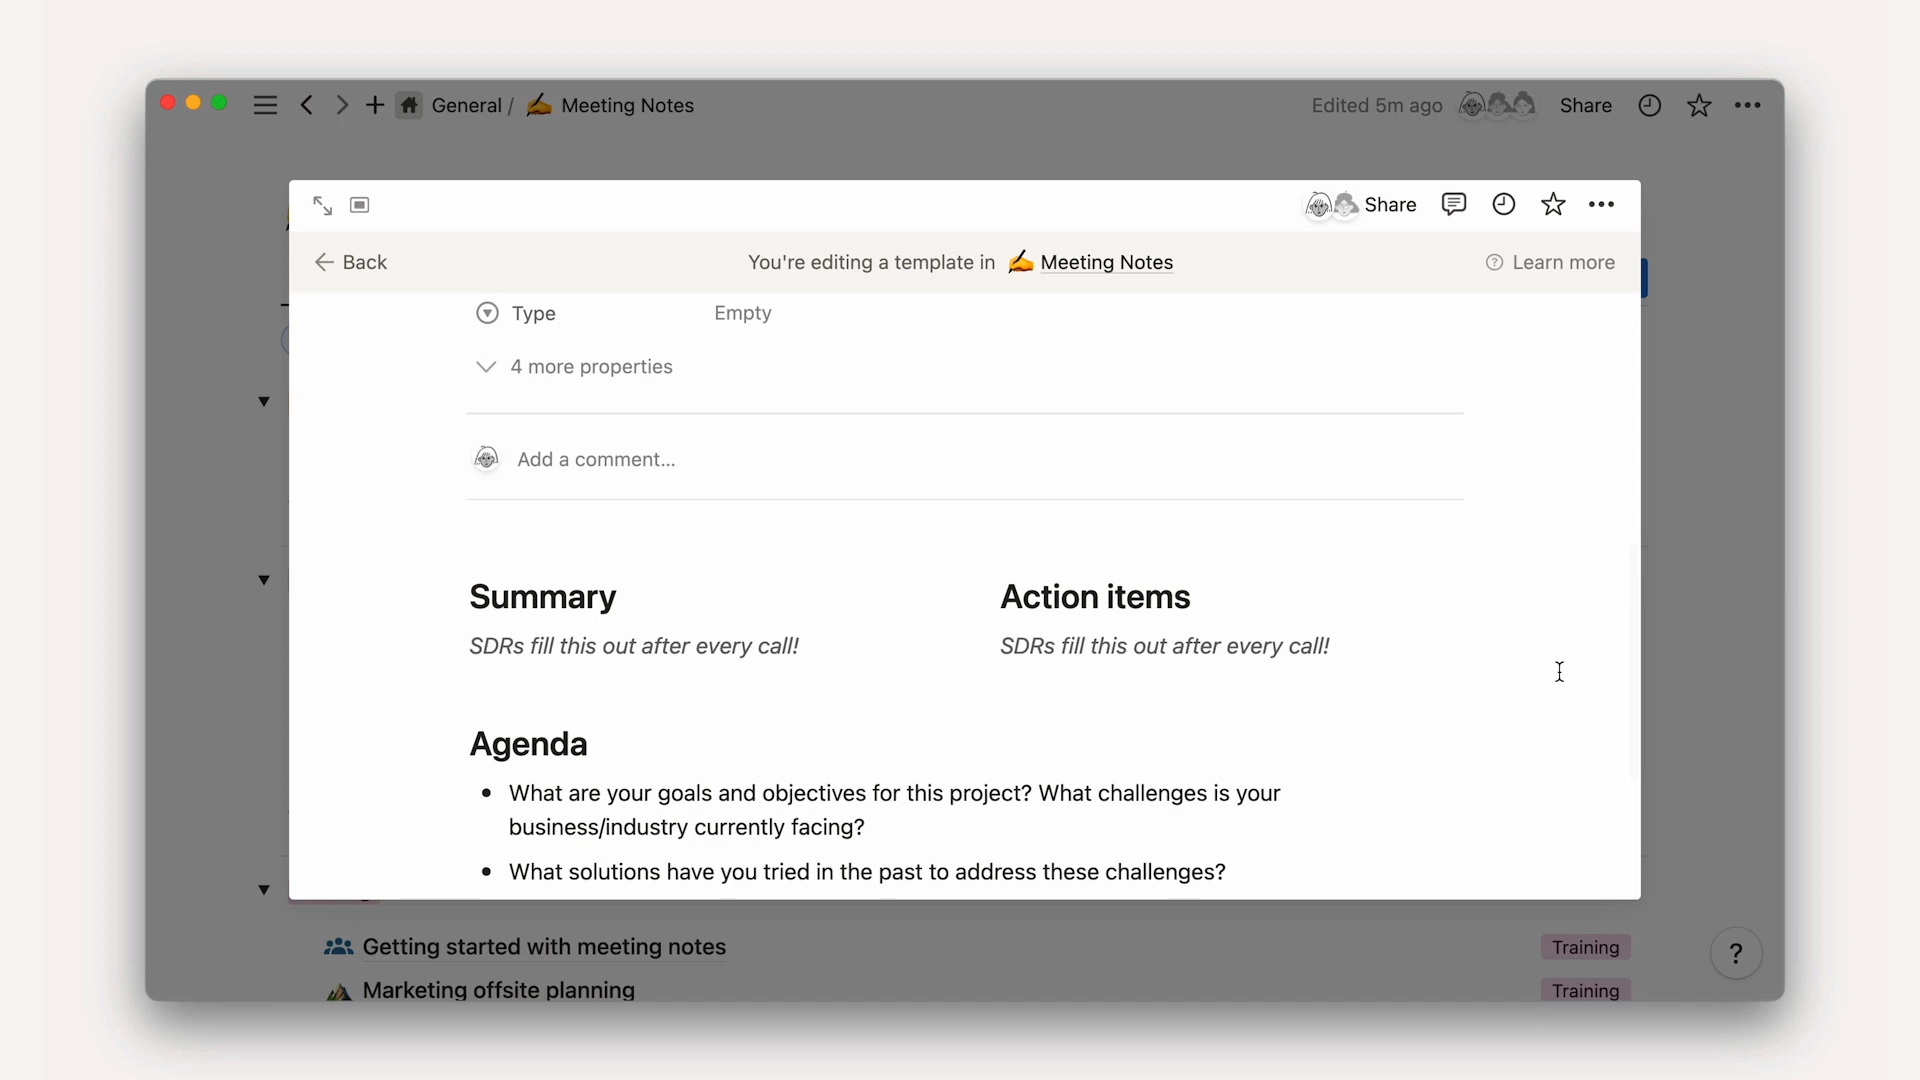 General / Meeting Notes
Edited 5m ago
Share
Share
Back
You're editing a template in Meeting Notes
Learn more
Type
Empty
4 more properties
Add a comment...
Summary
SDRs fill this out after every call!
Action items
SDRs fill this out after every call!
Agenda
• What are your goals and objectives for this project? What challenges is your
business/industry currently facing?
• What solutions have you tried in the past to address these challenges?
Getting started with meeting notes
Training
Marketing offsite planning
Training
?